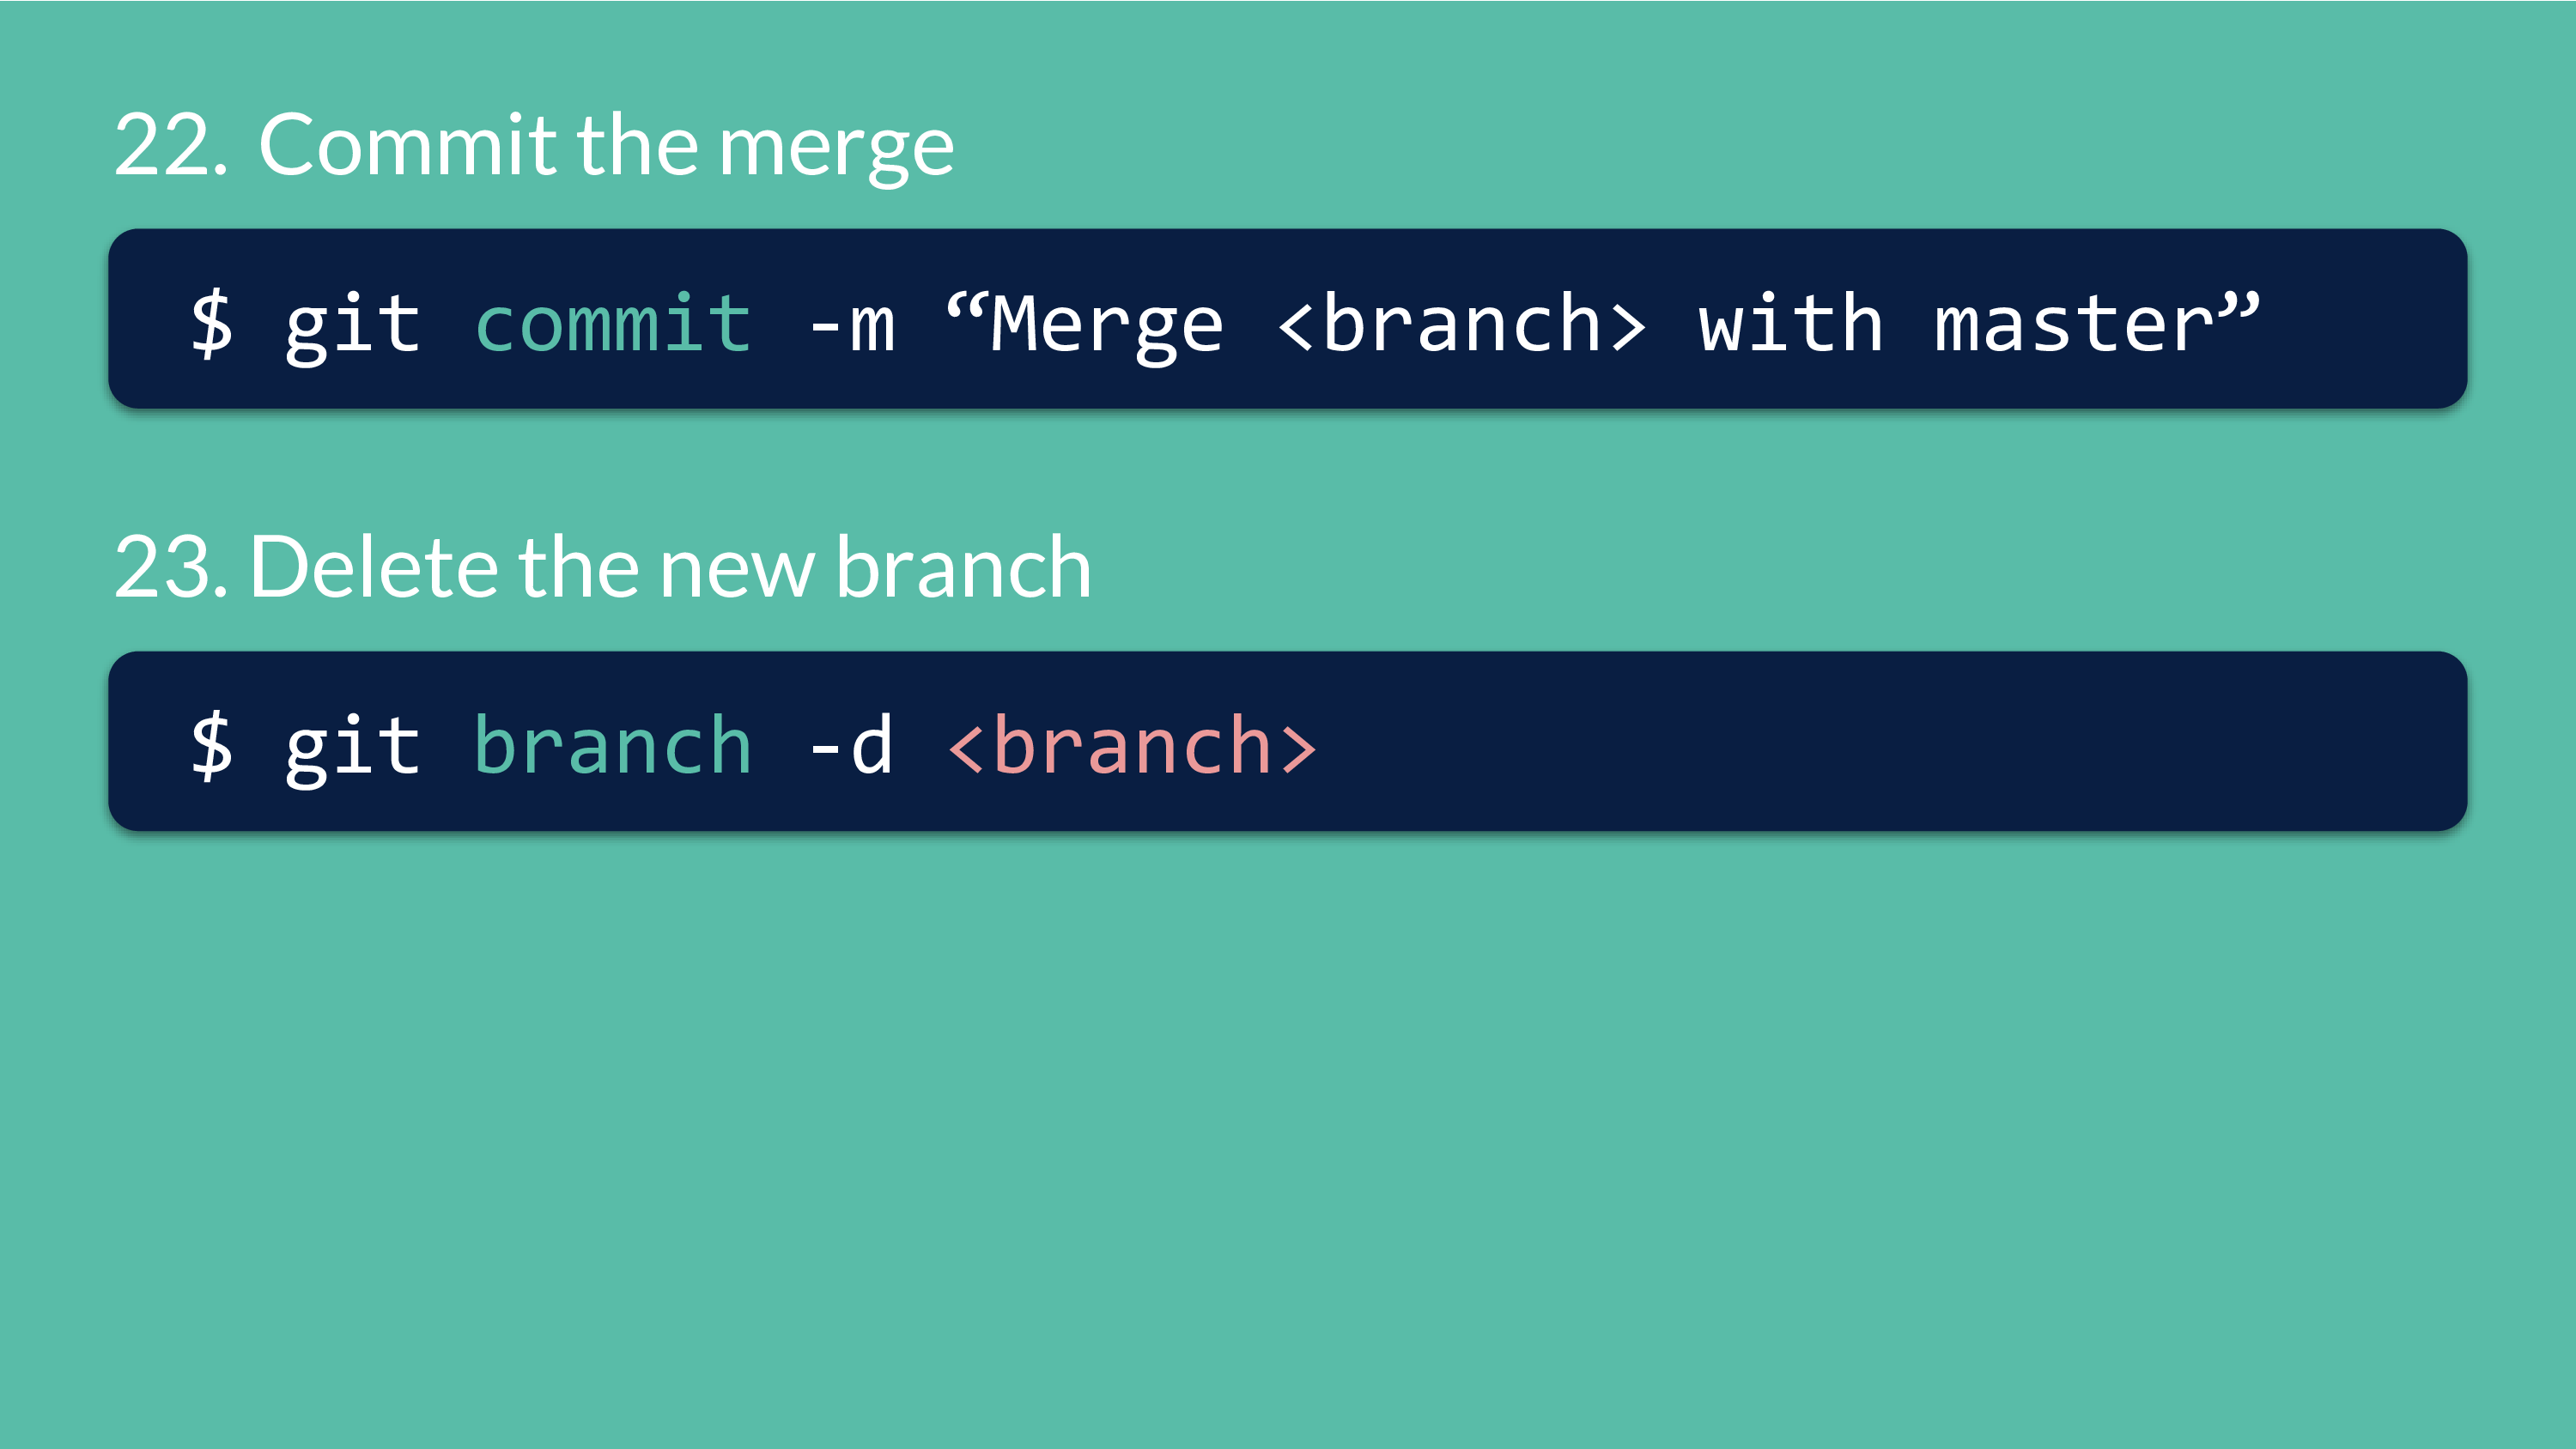 22. Commit the merge
$ git commit -m “Merge <branch> with master”
23. Delete the new branch
$ git branch -d <branch>